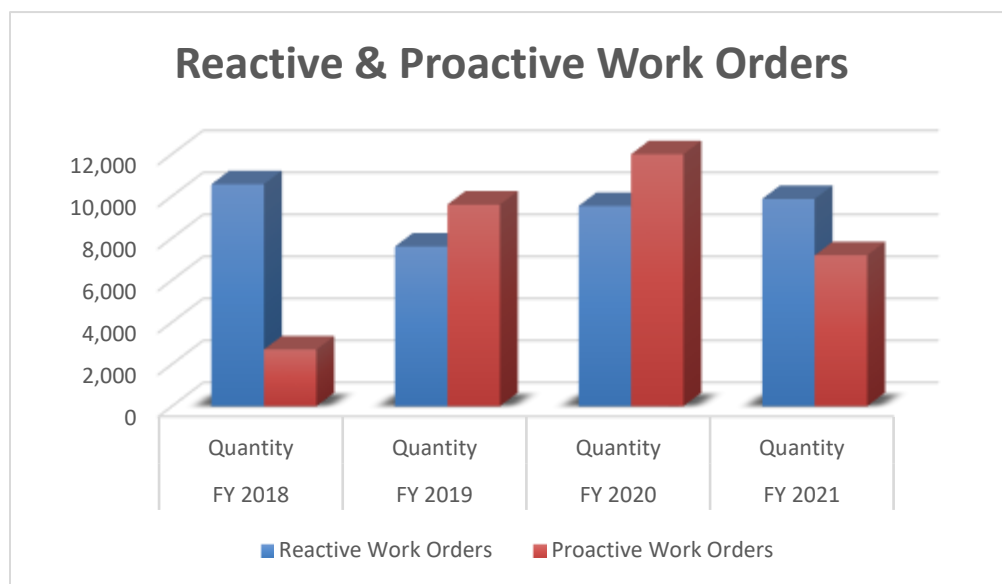 Reactive & Proactive Work Orders
12,000
10,000
8,000
6,000
4,000
2,000
0
Quantity Quantity Quantity Quantity
FY 2018 FY 2019 FY 2020 FY 2021
Reactive Work Orders Proactive Work Orders